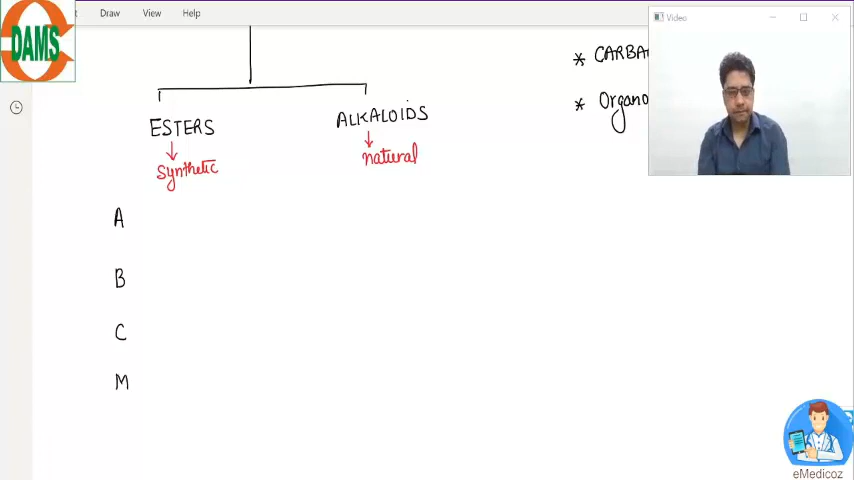 DAMS
Draw View Help
Video
* CARBA
* Organo
ESTERS ALKALOIDS
Synthetic natural
A
B
C
M
eMedicoz